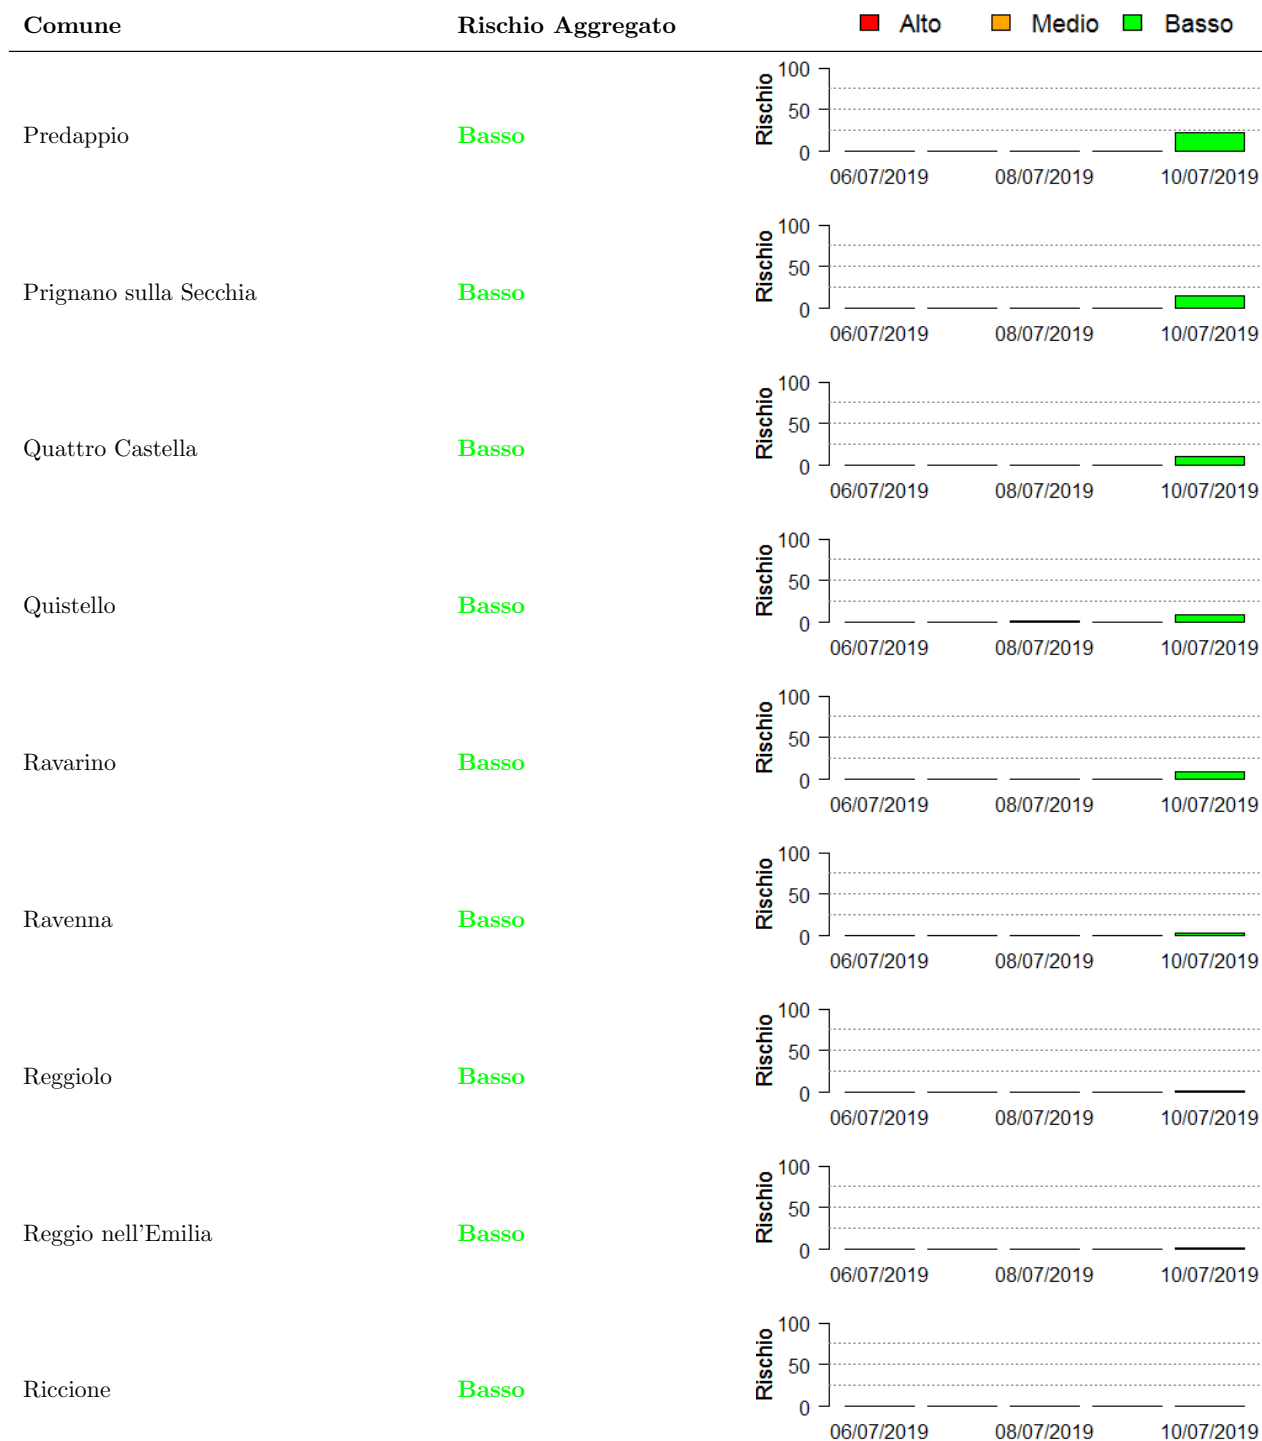 Comune Rischio Aggregato Alto Medio Basso
Predappio Basso Rischio 100 50 0
06/07/2019 08/07/2019 10/07/2019
Prignano sulla Secchia Basso Rischio 100 50 0
06/07/2019 08/07/2019 10/07/2019
Quattro Castella Basso Rischio 100 50 0
06/07/2019 08/07/2019 10/07/2019
Quistello Basso Rischio 100 50 0
06/07/2019 08/07/2019 10/07/2019
Ravarino Basso Rischio 100 50 0
06/07/2019 08/07/2019 10/07/2019
Ravenna Basso Rischio 100 50 0
06/07/2019 08/07/2019 10/07/2019
Reggiolo Basso Rischio 100 50 0
06/07/2019 08/07/2019 10/07/2019
Reggio nell'Emilia Basso Rischio 100 50 0
06/07/2019 08/07/2019 10/07/2019
Riccione Basso Rischio 100 50 0
06/07/2019 08/07/2019 10/07/2019